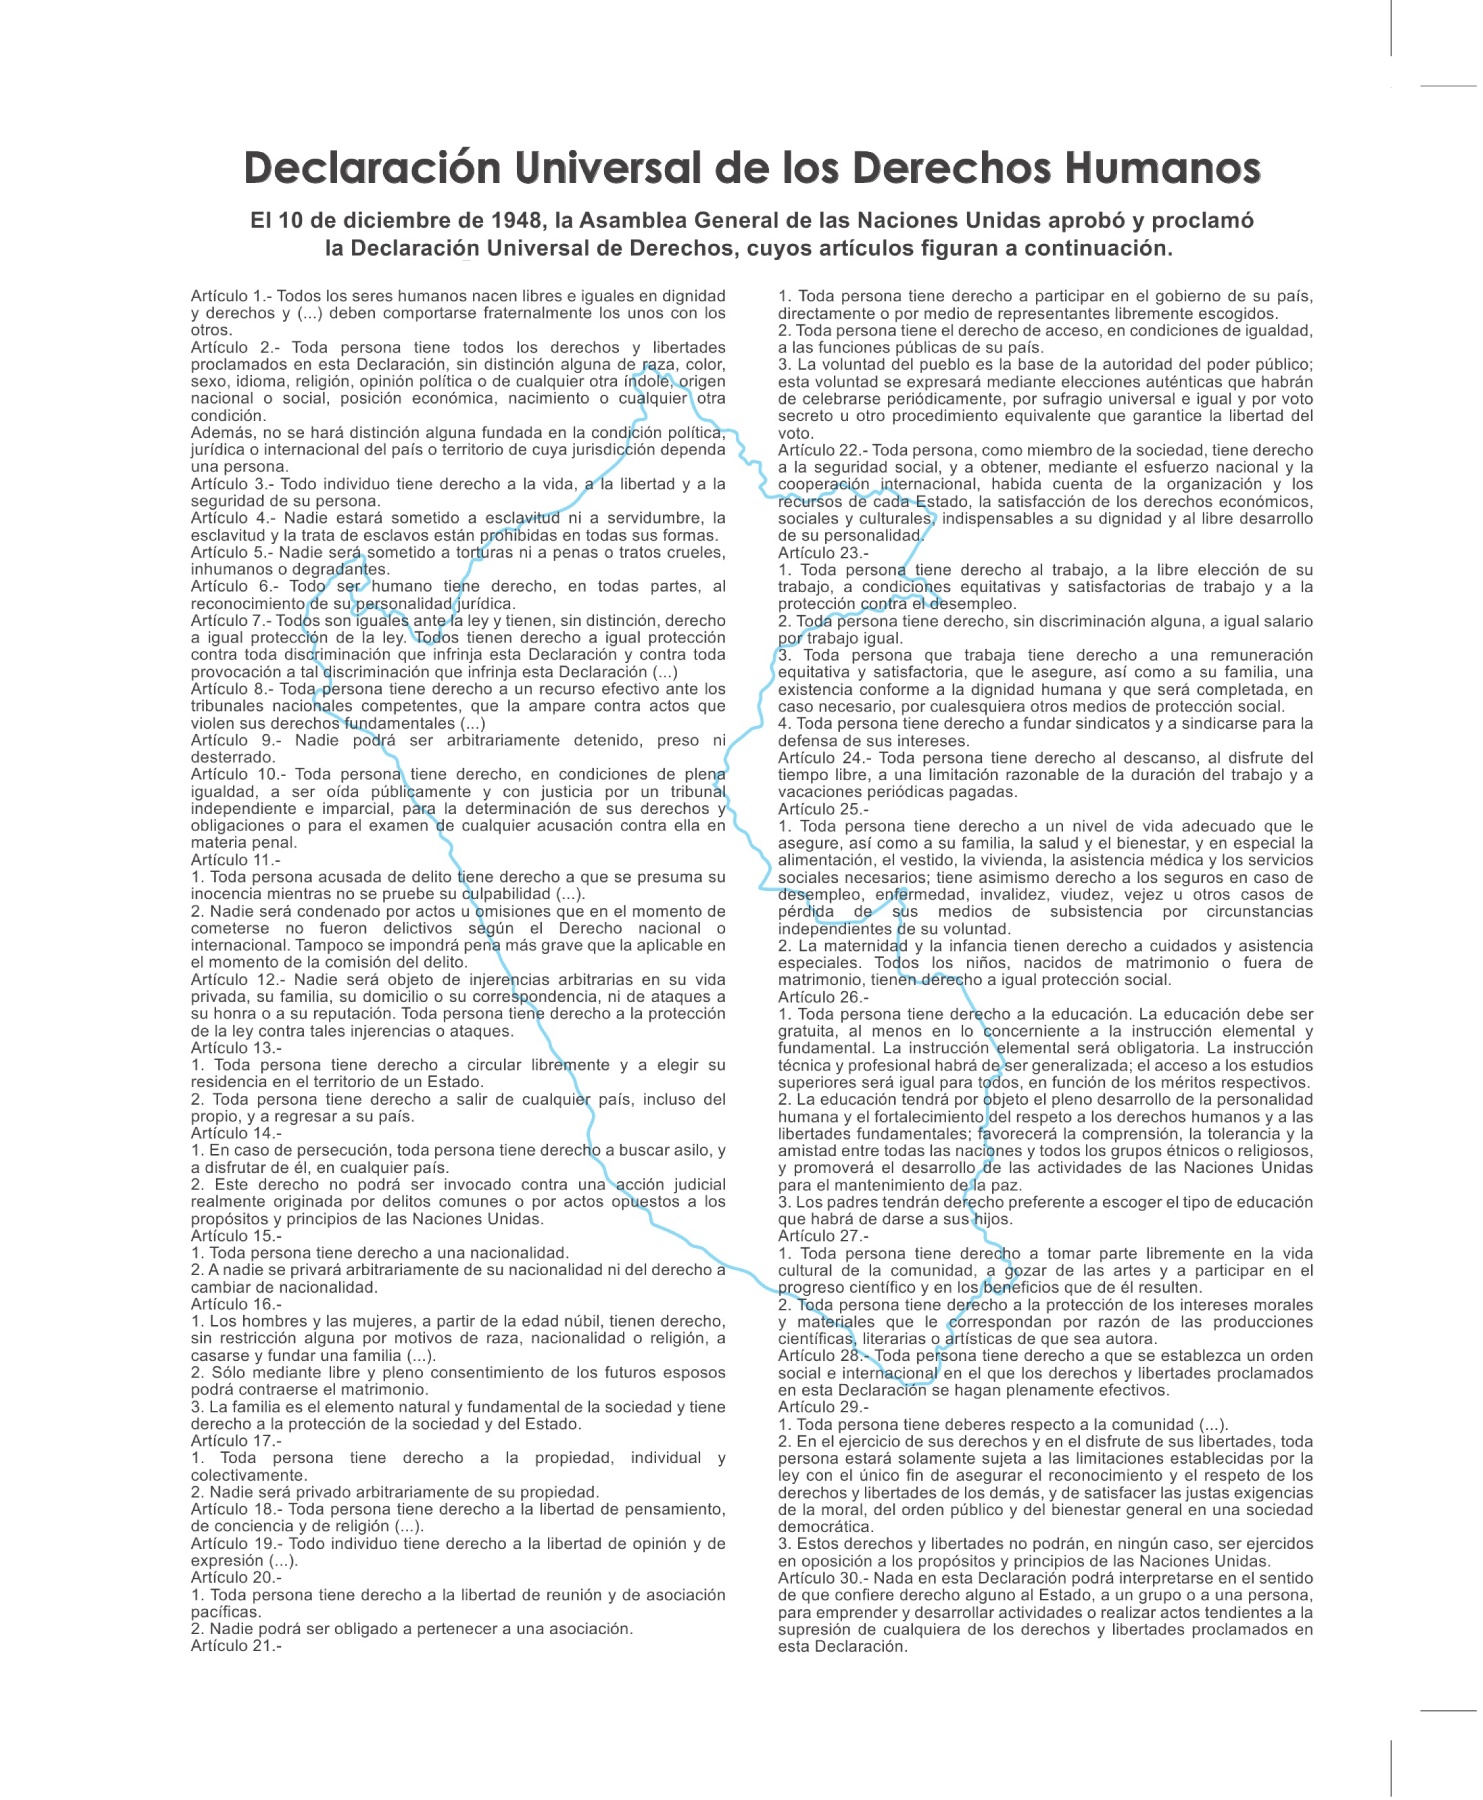 Declaración Universal de los Derechos Humanos
El 10 de diciembre de 1948, la Asamblea General de las Naciones Unidas aprobó y proclamó
la Declaración Universal de Derechos, cuyos artículos figuran a continuación.
Artículo 1.- Todos los seres humanos nacen libres e iguales en dignidad
y derechos y (...) deben comportarse fraternalmente los unos con los
otros.
Artículo 2.- Toda persona tiene todos los derechos y libertades
proclamados en esta Declaración, sin distinción alguna de raza, color,
sexo, idioma, religión, opinión política o de cualquier otra índole, origen
nacional o social, posición económica, nacimiento o cualquier otra
condición.
Además, no se hará distinción alguna fundada en la condición política,
jurídica o internacional del país o territorio de cuya jurisdicción dependa
una persona.
Artículo 3.- Todo individuo tiene derecho a la vida, a la libertad y a la
seguridad de su persona.
Artículo 4.- Nadie estará sometido a esclavitud ni a servidumbre, la
esclavitud y la trata de esclavos están prohibidas en todas sus formas.
Artículo 5.- Nadie será sometido a torturas ni a penas o tratos crueles,
inhumanos o degradantes.
Artículo 6.- Todo ser humano tiene derecho, en todas partes, al
reconocimiento de su personalidad jurídica.
Artículo 7.- Todos son iguales ante la ley y tienen, sin distinción, derecho
a igual protección de la ley. Todos tienen derecho a igual protección
contra toda discriminación que infrinja esta Declaración y contra toda
provocación a tal discriminación que infrinja esta Declaración (...)
Artículo 8.- Toda persona tiene derecho a un recurso efectivo ante los
tribunales nacionales competentes, que la ampare contra actos que
violen sus derechos fundamentales (...)
Artículo 9.- Nadie podrá ser arbitrariamente detenido, preso ni
desterrado.
Artículo 10.- Toda persona tiene derecho, en condiciones de plena
igualdad, a ser oída públicamente y con justicia por un tribunal
independiente e imparcial, para la determinación de sus derechos y
obligaciones o para el examen de cualquier acusación contra ella en
materia penal.
Artículo 11.-
1. Toda persona acusada de delito tiene derecho a que se presuma su
inocencia mientras no se pruebe su culpabilidad (...).
2. Nadie será condenado por actos u omisiones que en el momento de
cometerse no fueron delictivos según el Derecho nacional o
internacional. Tampoco se impondrá pena más grave que la aplicable en
el momento de la comisión del delito.
Artículo 12.- Nadie será objeto de injerencias arbitrarias en su vida
privada, su familia, su domicilio o su correspondencia, ni de ataques a
su honra o a su reputación. Toda persona tiene derecho a la protección
de la ley contra tales injerencias o ataques.
Artículo 13.-
1. Toda persona tiene derecho a circular libremente y a elegir su
residencia en el territorio de un Estado.
2. Toda persona tiene derecho a salir de cualquier país, incluso del
propio, y a regresar a su país.
Artículo 14.-
1. En caso de persecución, toda persona tiene derecho a buscar asilo, y
a disfrutar de él, en cualquier país.
2. Este derecho no podrá ser invocado contra una acción judicial
realmente originada por delitos comunes o por actos opuestos a los
propósitos y principios de las Naciones Unidas.
Artículo 15.-
1. Toda persona tiene derecho a una nacionalidad.
2. A nadie se privará arbitrariamente de su nacionalidad ni del derecho a
cambiar de nacionalidad.
Artículo 16.-
1. Los hombres y las mujeres, a partir de la edad núbil, tienen derecho,
sin restricción alguna por motivos de raza, nacionalidad o religión, a
casarse y fundar una familia (...).
2. Sólo mediante libre y pleno consentimiento de los futuros esposos
podrá contraerse el matrimonio.
3. La familia es el elemento natural y fundamental de la sociedad y tiene
derecho a la protección de la sociedad y del Estado.
Artículo 17.-
1. Toda persona tiene derecho a la propiedad, individual y
colectivamente.
2. Nadie será privado arbitrariamente de su propiedad.
Artículo 18.- Toda persona tiene derecho a la libertad de pensamiento,
de conciencia y de religión (...).
Artículo 19.- Todo individuo tiene derecho a la libertad de opinión y de
expresión (...).
Artículo 20.-
1. Toda persona tiene derecho a la libertad de reunión y de asociación
pacíficas.
2. Nadie podrá ser obligado a pertenecer a una asociación.
Artículo 21.-
1. Toda persona tiene derecho a participar en el gobierno de su país,
directamente o por medio de representantes libremente escogidos.
2. Toda persona tiene el derecho de acceso, en condiciones de igualdad,
a las funciones públicas de su país.
3. La voluntad del pueblo es la base de la autoridad del poder público;
esta voluntad se expresará mediante elecciones auténticas que habrán
de celebrarse periódicamente, por sufragio universal e igual y por voto
secreto u otro procedimiento equivalente que garantice la libertad del
voto.
Artículo 22.- Toda persona, como miembro de la sociedad, tiene derecho
a la seguridad social, y a obtener, mediante el esfuerzo nacional y la
cooperación internacional, habida cuenta de la organización y los
recursos de cada Estado, la satisfacción de los derechos económicos,
sociales y culturales, indispensables a su dignidad y al libre desarrollo
de su personalidad.
Artículo 23.-
1. Toda persona tiene derecho al trabajo, a la libre elección de su
trabajo, a condiciones equitativas y satisfactorias de trabajo y a la
protección contra el desempleo.
2. Toda persona tiene derecho, sin discriminación alguna, a igual salario
por trabajo igual.
3. Toda persona que trabaja tiene derecho a una remuneración
equitativa y satisfactoria, que le asegure, así como a su familia, una
existencia conforme a la dignidad humana y que será completada, en
caso necesario, por cualesquiera otros medios de protección social.
4. Toda persona tiene derecho a fundar sindicatos y a sindicarse para la
defensa de sus intereses.
Artículo 24.- Toda persona tiene derecho al descanso, al disfrute del
tiempo libre, a una limitación razonable de la duración del trabajo y a
vacaciones periódicas pagadas.
Artículo 25.-
1. Toda persona tiene derecho a un nivel de vida adecuado que le
asegure, así como a su familia, la salud y el bienestar, y en especial la
alimentación, el vestido, la vivienda, la asistencia médica y los servicios
sociales necesarios; tiene asimismo derecho a los seguros en caso de
desempleo, enfermedad, invalidez, viudez, vejez u otros casos de
pérdida de sus medios de subsistencia por circunstancias
independientes de su voluntad.
2. La maternidad y la infancia tienen derecho a cuidados y asistencia
especiales. Todos los niños, nacidos de matrimonio o fuera de
matrimonio, tienen derecho a igual protección social.
Artículo 26.-
1. Toda persona tiene derecho a la educación. La educación debe ser
gratuita, al menos en lo concerniente a la instrucción elemental y
fundamental. La instrucción elemental será obligatoria. La instrucción
técnica y profesional habrá de ser generalizada; el acceso a los estudios
superiores será igual para todos, en función de los méritos respectivos.
2. La educación tendrá por objeto el pleno desarrollo de la personalidad
humana y el fortalecimiento del respeto a los derechos humanos y a las
libertades fundamentales; favorecerá la comprensión, la tolerancia y la
amistad entre todas las naciones y todos los grupos étnicos o religiosos,
y promoverá el desarrollo de las actividades de las Naciones Unidas
para el mantenimiento de la paz.
3. Los padres tendrán derecho preferente a escoger el tipo de educación
que habrá de darse a sus hijos.
Artículo 27.-
1. Toda persona tiene derecho a tomar parte libremente en la vida
cultural de la comunidad, a gozar de las artes y a participar en el
progreso científico y en los beneficios que de él resulten.
2. Toda persona tiene derecho a la protección de los intereses morales
y materiales que le correspondan por razón de las producciones
científicas, literarias o artísticas de que sea autora.
Artículo 28.- Toda persona tiene derecho a que se establezca un orden
social e internacional en el que los derechos y libertades proclamados
en esta Declaración se hagan plenamente efectivos.
Artículo 29.-
1. Toda persona tiene deberes respecto a la comunidad (...).
2. En el ejercicio de sus derechos y en el disfrute de sus libertades, toda
persona estará solamente sujeta a las limitaciones establecidas por la
ley con el único fin de asegurar el reconocimiento y el respeto de los
derechos y libertades de los demás, y de satisfacer las justas exigencias
de la moral, del orden público y del bienestar general en una sociedad
democrática.
3. Estos derechos y libertades no podrán, en ningún caso, ser ejercidos
en oposición a los propósitos y principios de las Naciones Unidas.
Artículo 30.- Nada en esta Declaración podrá interpretarse en el sentido
de que confiere derecho alguno al Estado, a un grupo o a una persona,
para emprender y desarrollar actividades o realizar actos tendientes a la
supresión de cualquiera de los derechos y libertades proclamados en
esta Declaración.